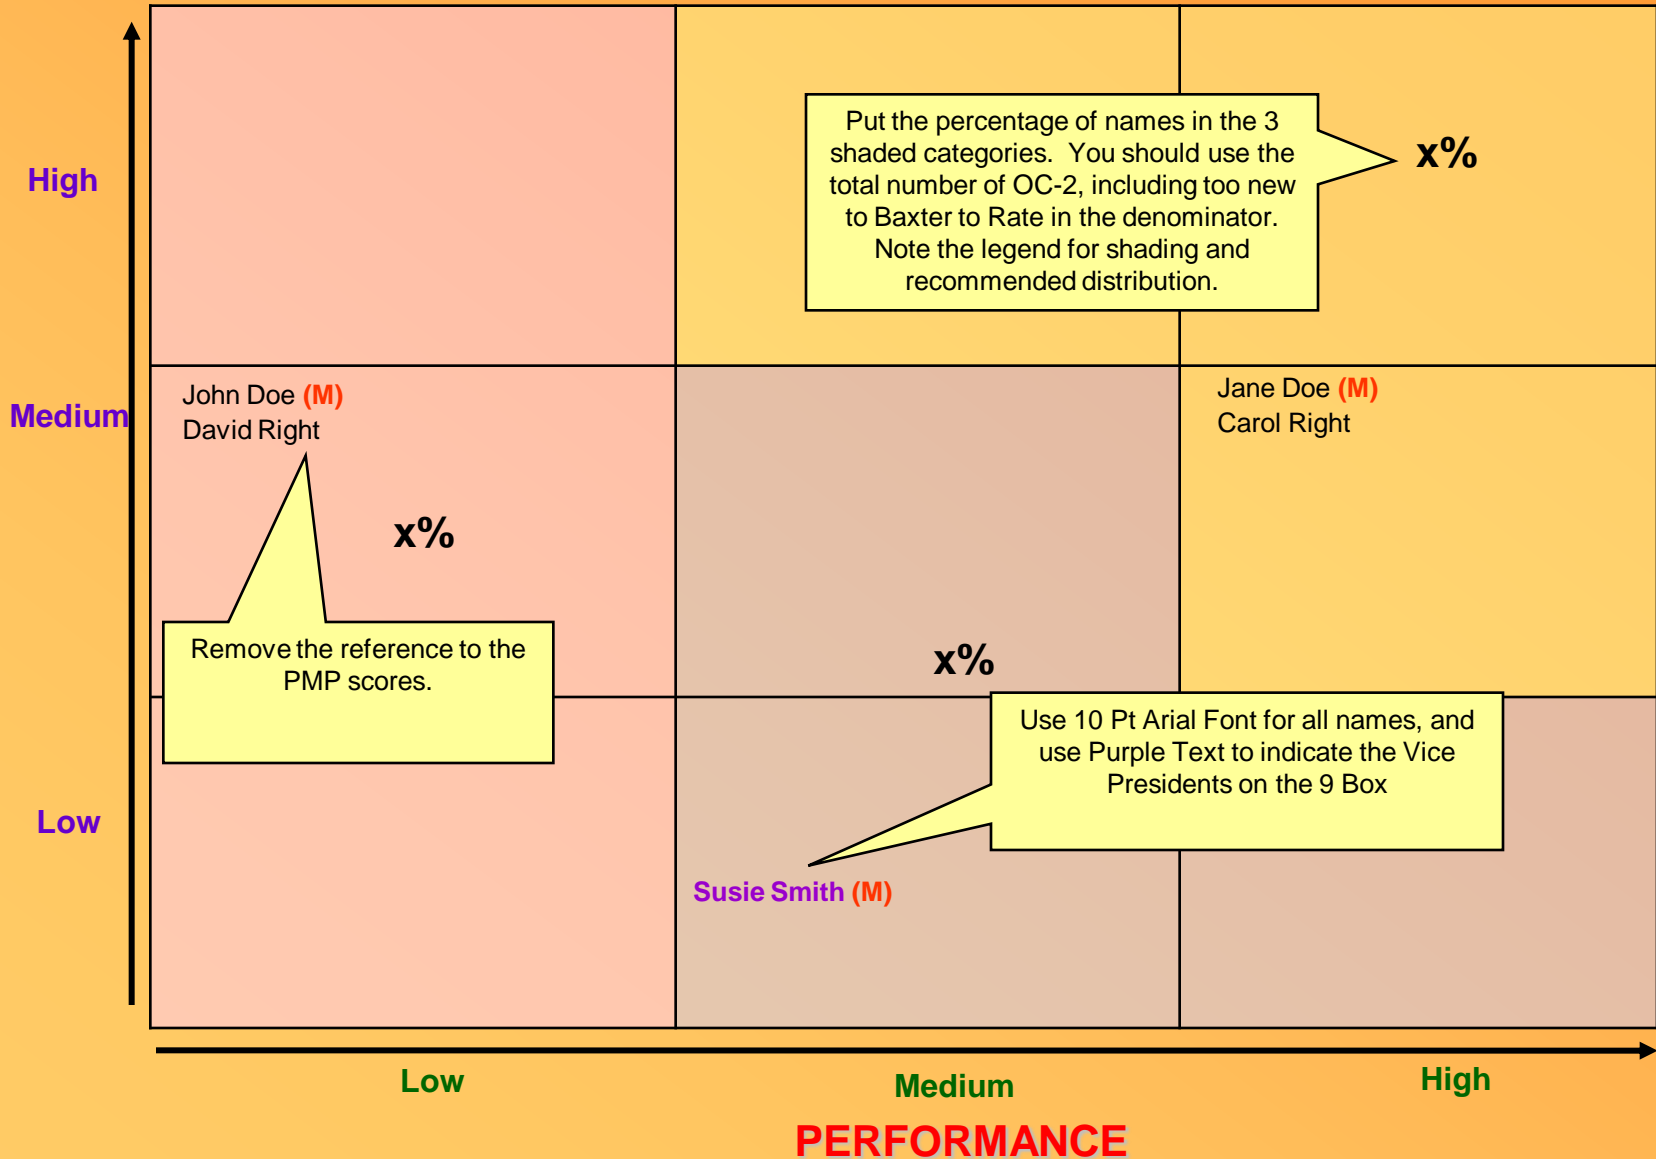 High
Put the percentage of names in the 3
shaded categories. You should use the
total number of OC-2, including too new
to Baxter to Rate in the denominator.
Note the legend for shading and
recommended distribution.
x%
Medium
John Doe (M)
David Right
Jane Doe (M)
Carol Right
x%
Remove the reference to the
PMP scores.
x%
Use 10 Pt Arial Font for all names, and
use Purple Text to indicate the Vice
Presidents on the 9 Box
Low
Susie Smith (M)
Low
Medium
High
PERFORMANCE